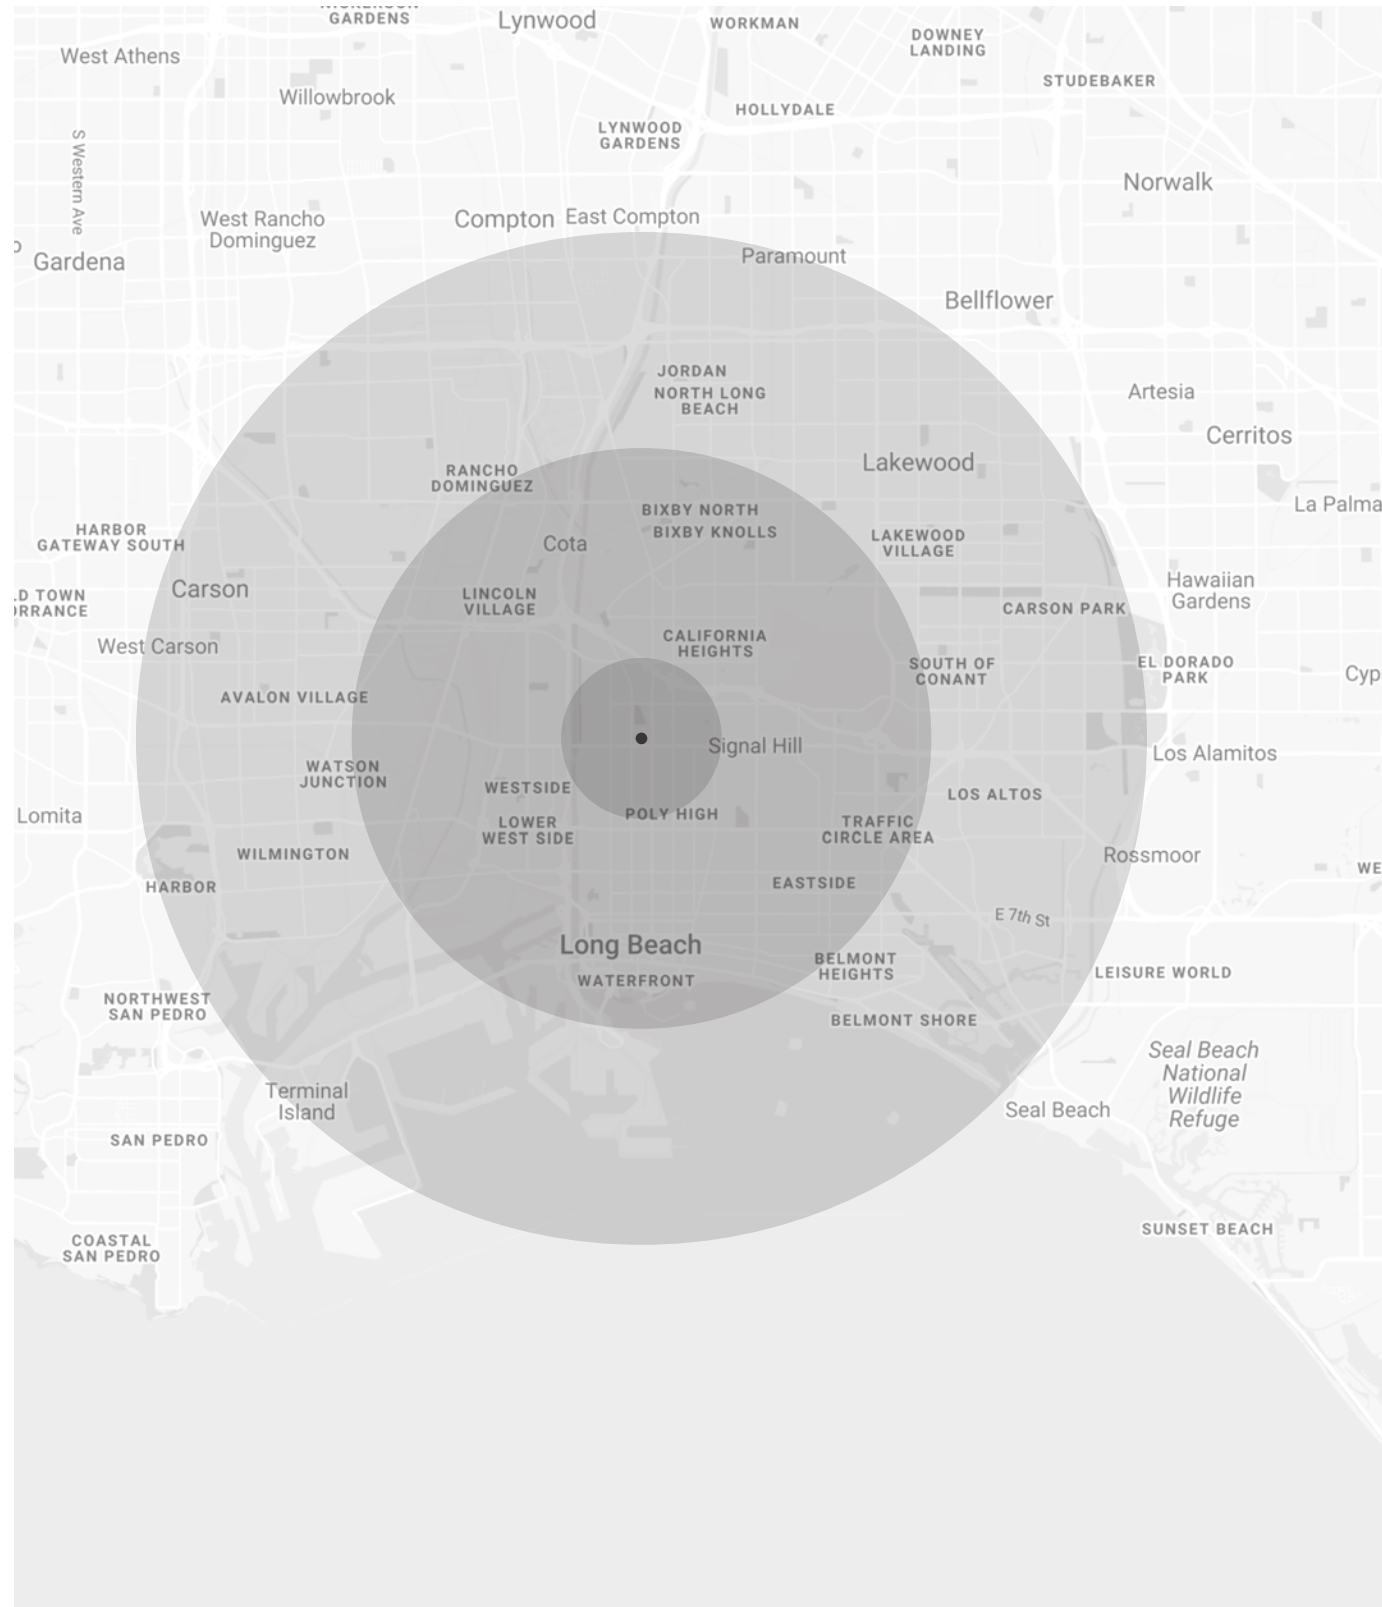 NICKERSON
GARDENS
Lynwood
WORKMAN
DOWNEY
LANDING
West Athens
STUDEBAKER
Willowbrook
HOLLYDALE
LYNWOOD
GARDENS
S Western Ave
Norwalk
West Rancho
Dominguez
Compton
East Compton
Gardena
Paramount
Bellflower
JORDAN
NORTH LONG
BEACH
Artesia
Cerritos
Lakewood
RANCHO
DOMINGUEZ
La Palma
BIXBY NORTH
BIXBY KNOLLS
HARBOR
GATEWAY SOUTH
Cota
LAKEWOOD
VILLAGE
Carson
LINCOLN
VILLAGE
Hawaiian
Gardens
LD TOWN
ORRANCE
CARSON PARK
West Carson
CALIFORNIA
HEIGHTS
SOUTH OF
CONANT
EL DORADO
PARK
Cyp
AVALON VILLAGE
Signal Hill
Los Alamitos
WATSON
JUNCTION
WESTSIDE
LOS ALTOS
Lomita
POLY HIGH
LOWER
WEST SIDE
TRAFFIC
CIRCLE AREA
WILMINGTON
Rossmoor
WE
HARBOR
EASTSIDE
E 7th St
Long Beach
WATERFRONT
BELMONT
HEIGHTS
LEISURE WORLD
NORTHWEST
SAN PEDRO
BELMONT SHORE
Seal Beach
National
Wildlife
Refuge
Terminal
Island
Seal Beach
SAN PEDRO
SUNSET BEACH
COASTAL
SAN PEDRO